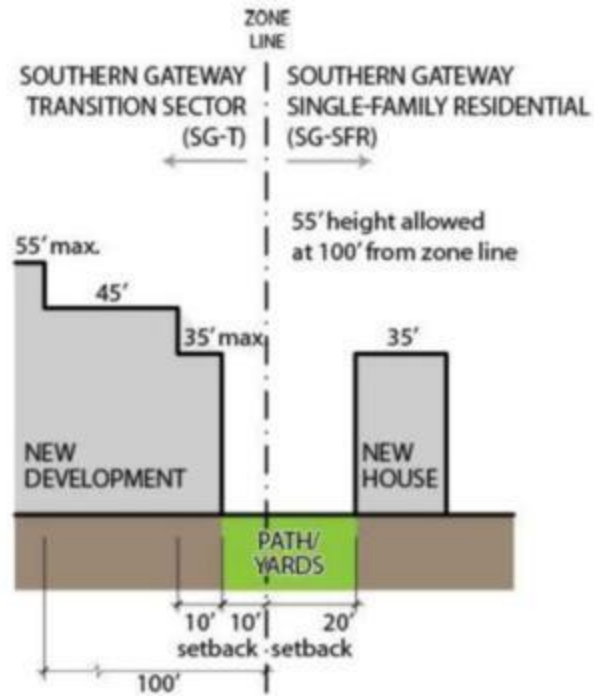 ZONE
LINE
SOUTHERN GATEWAY
TRANSITION SECTOR
(SG-T)
SOUTHERN GATEWAY
SINGLE-FAMILY RESIDENTIAL
(SG-SFR)
55' height allowed
at 100' from zone line
55' max.
45'
35' max
35'
NEW
DEVELOPMENT
NEW
HOUSE
PATH/
YARDS
10' 10' 20'
setback setback
100'